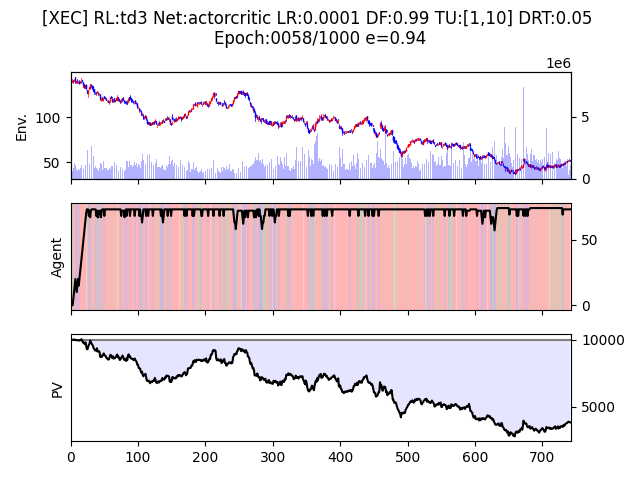 [XEC] RL:td3 Net:actorcritic LR:0.0001 DF:0.99 TU:[1,10] DRT:0.05
Epoch:0058/1000 e=0.94
1e6
Env.
100
50
5
0
Agent
50
0
PV
10000
5000
0 100 200 300 400 500 600 700